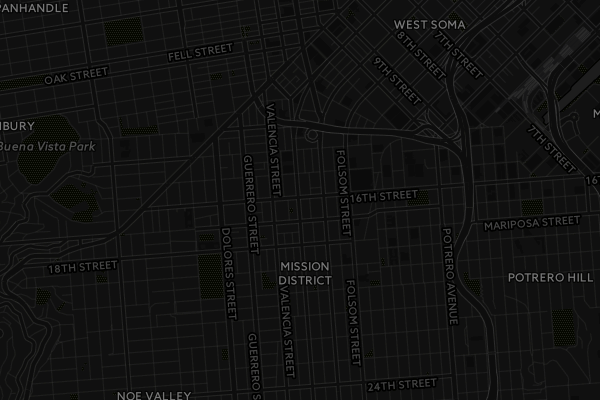 PANHANDLE
WEST SOMA
8TH STREET
7TH STREET
FELL STREET
OAK STREET
9TH STREET
VALENCIA STREET
BURY
Buena Vista Park
7TH STREET
M
GUERRERO STREET
FOLSOM STREET
16TH STREET
16T
MARIPOSA STREET
DOLORES STREET
POTRERO AVENUE
18TH STREET
MISSION
DISTRICT
POTRERO HILL
VALENCIA STREET
FOLSOM STREET
GUERRERO S
24TH STREET
NOE VALLEY